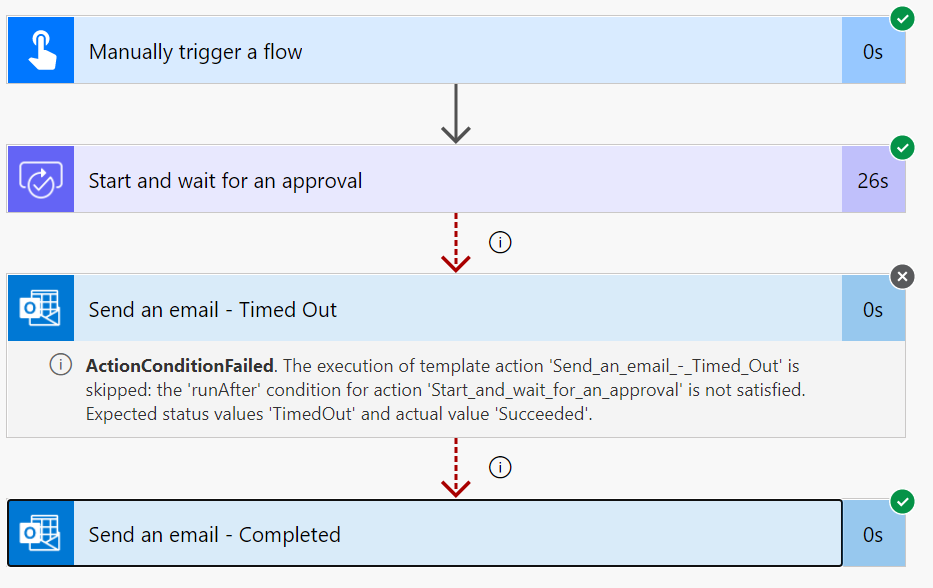 Manually trigger a flow 0s
Start and wait for an approval 26s
Send an email - Timed Out 0s
ActionConditionFailed. The execution of template action 'Send_an_email_-_Timed_Out' is
skipped: the 'runAfter' condition for action 'Start_and_wait_for_an_approval' is not satisfied.
Expected status values 'TimedOut' and actual value 'Succeeded'.
Send an email - Completed 0s